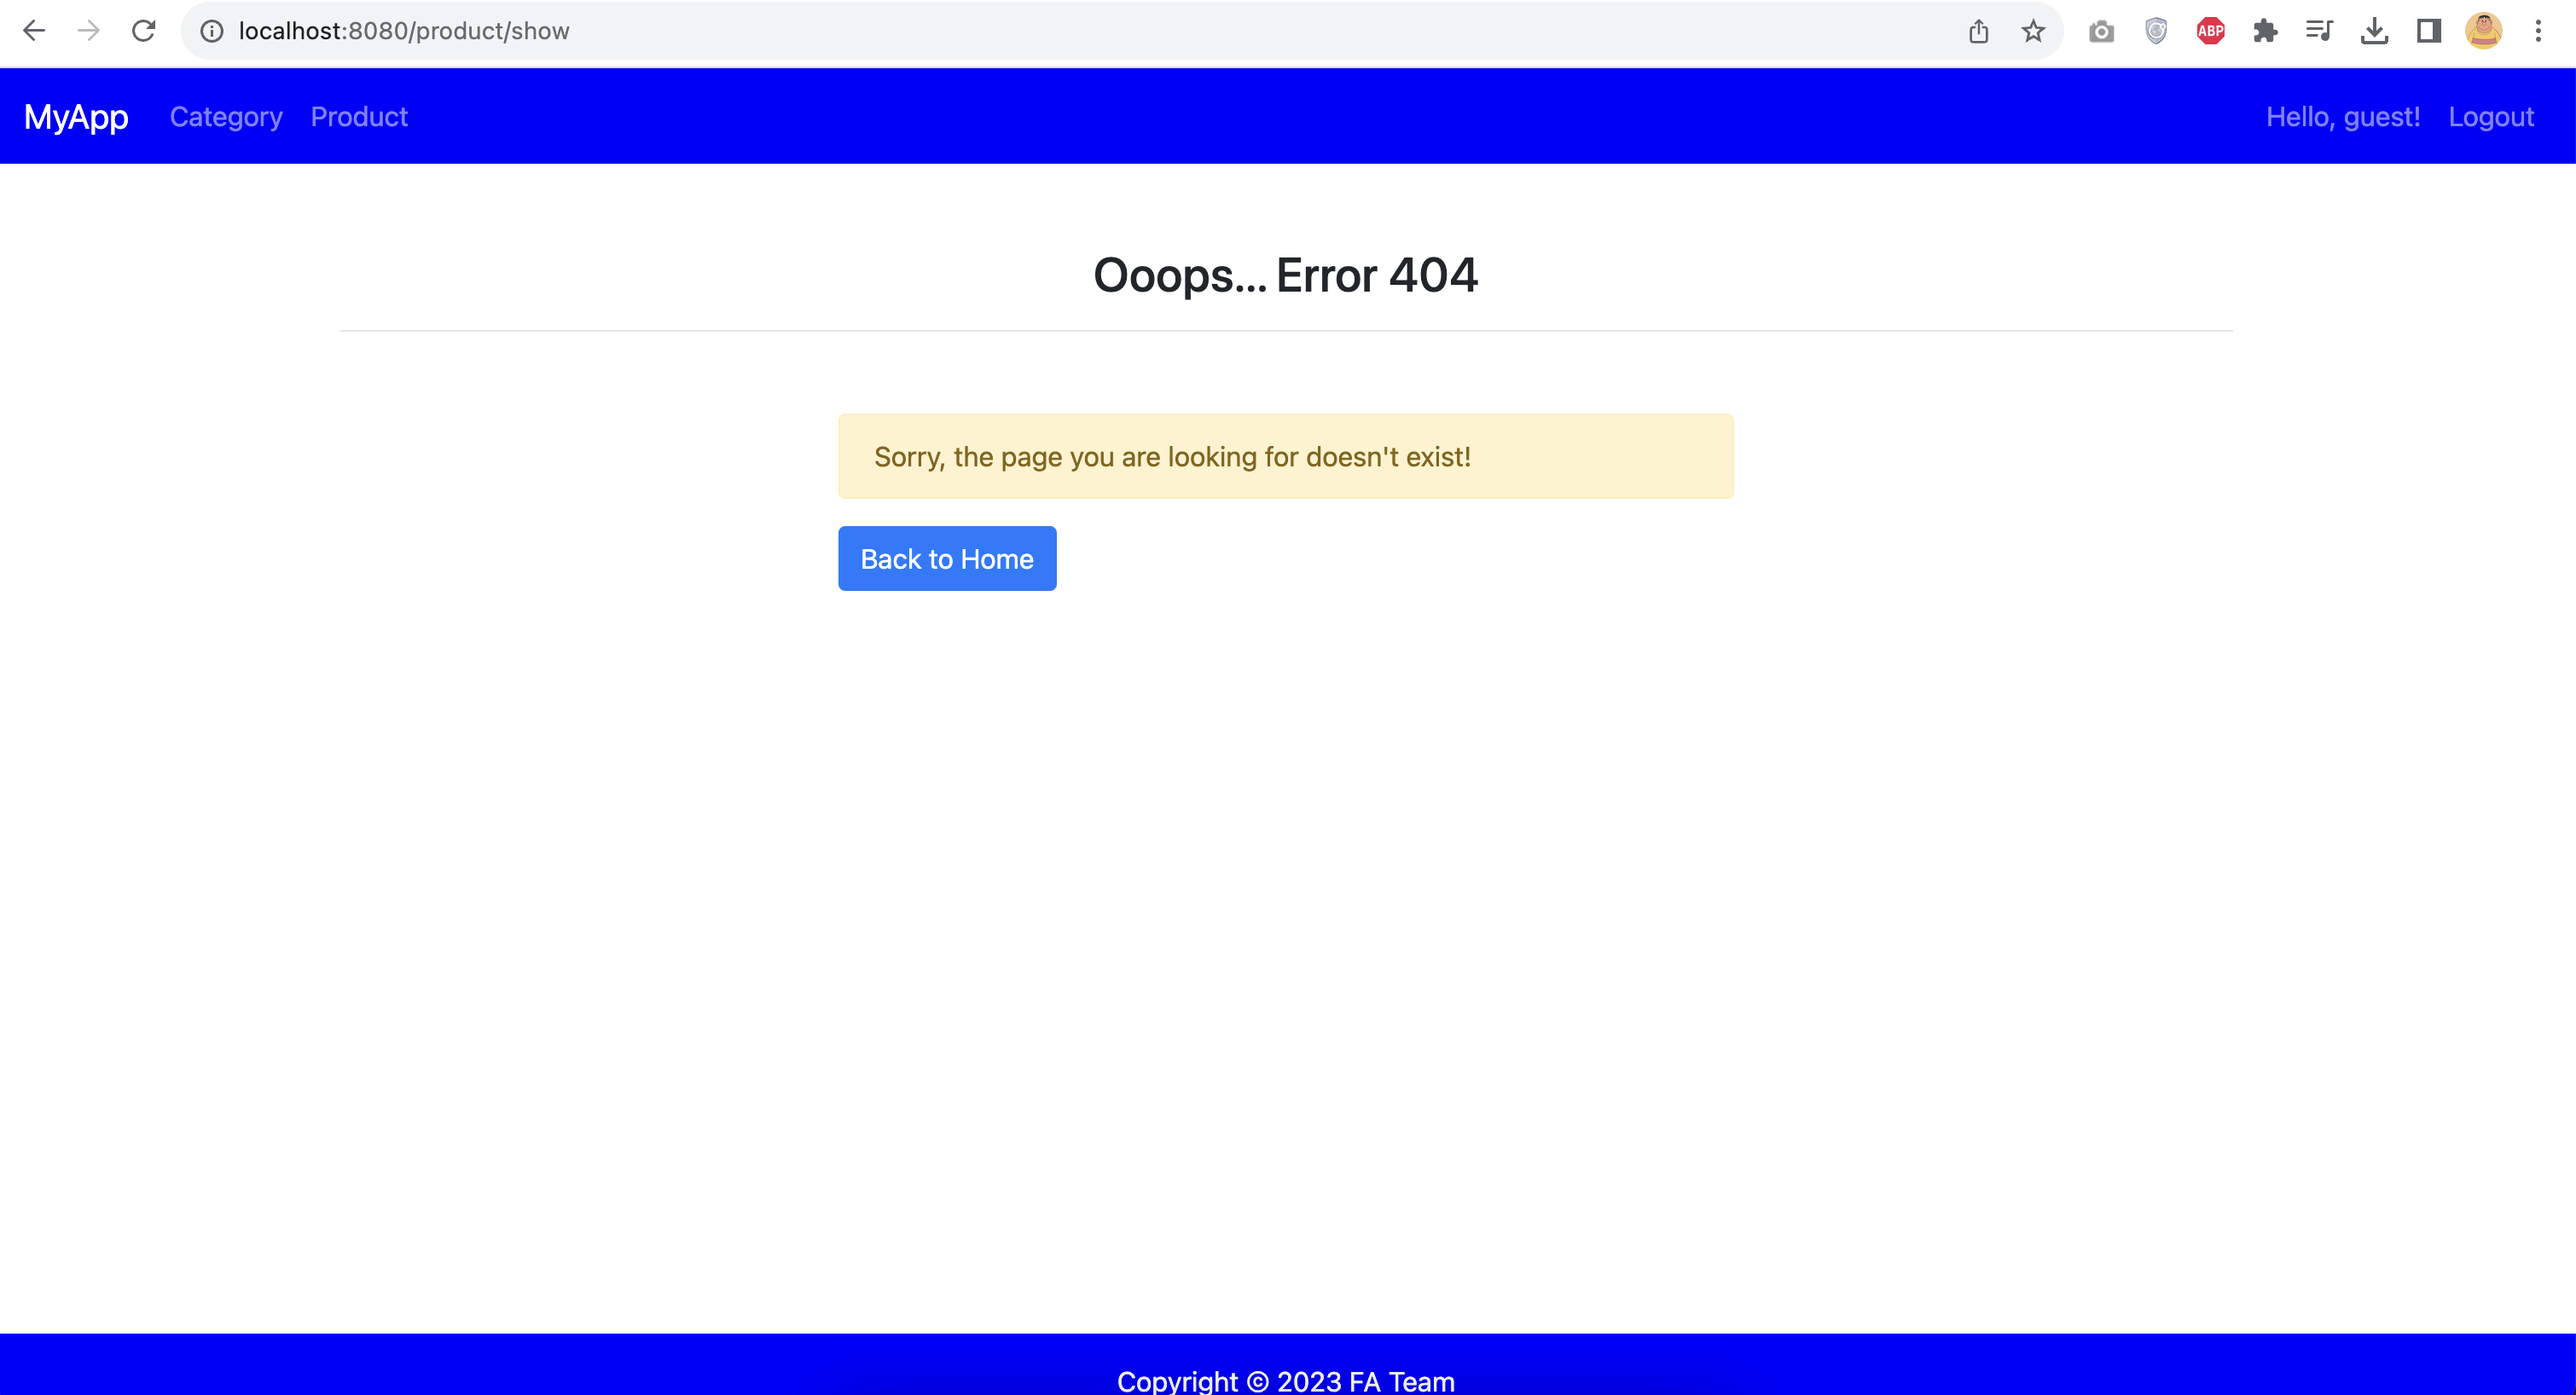 localhost:8080/product/show
ABP
MyApp Category Product Hello, guest! Logout
Ooops... Error 404
Sorry, the page you are looking for doesn't exist!
Back to Home
Copyright © 2023 FA Team